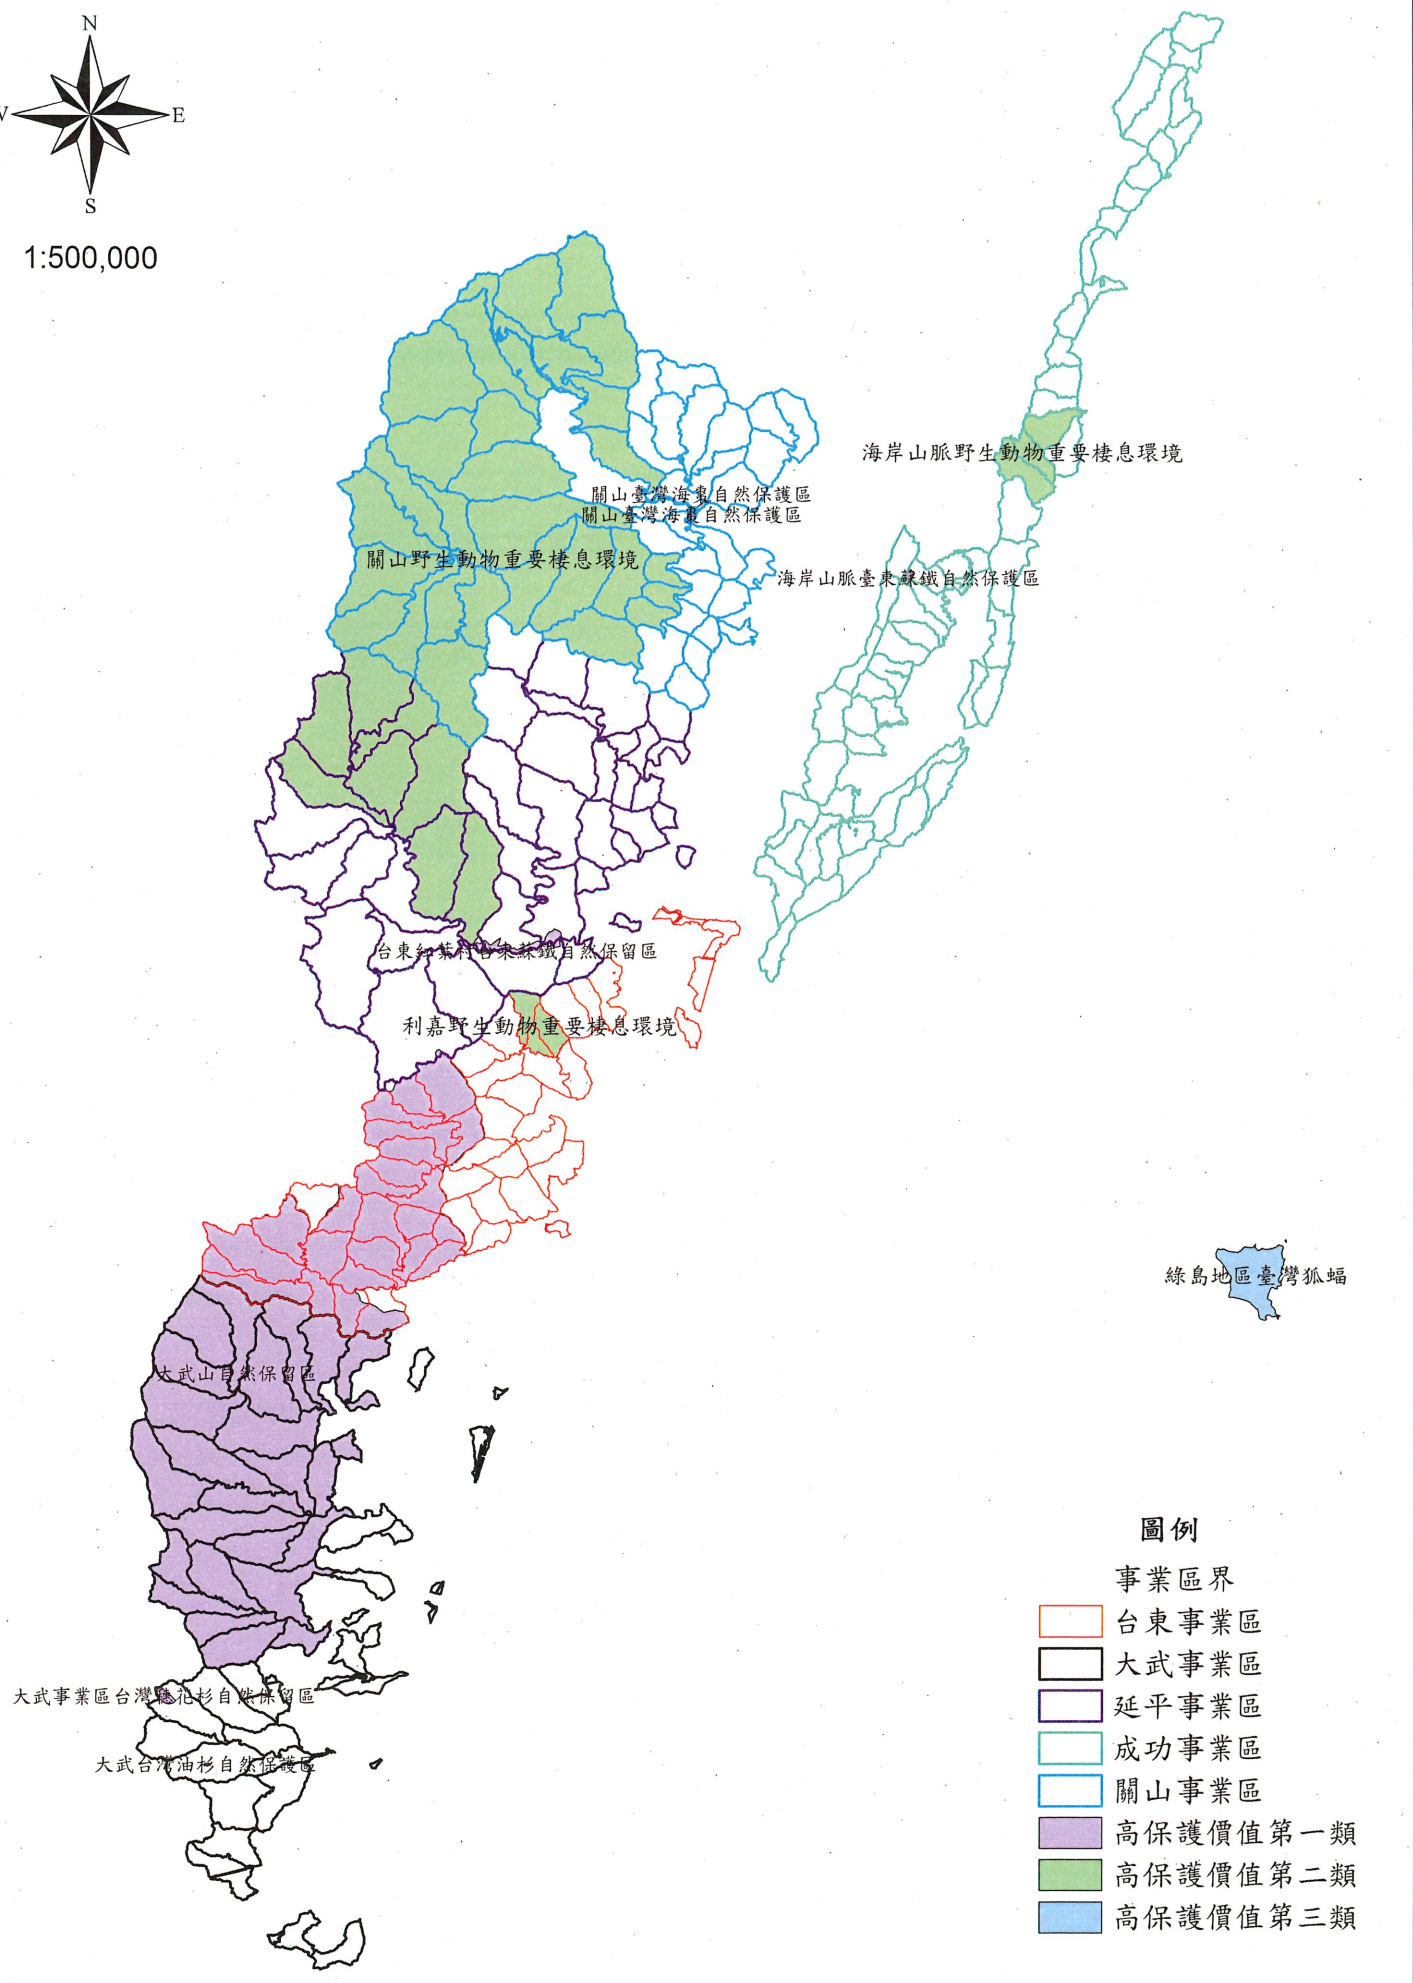 N
W E
S
1:500,000
海岸山脈野生動物重要棲息環境
關山臺灣海棗自然保護區
關山臺灣海棗自然保護區
關山野生動物重要棲息環境
海岸山脈臺東蘇鐵自然保護區
台東紅葉村台東蘇鐵自然保留區
利嘉野生動物重要棲息環境
綠島地區臺灣狐蝠
大武山自然保留區
大武事業區台灣穗花杉自然保留區
大武台灣油杉自然保護區
圖例
事業區界
台東事業區
大武事業區
延平事業區
成功事業區
關山事業區
高保護價值第一類
高保護價值第二類
高保護價值第三類